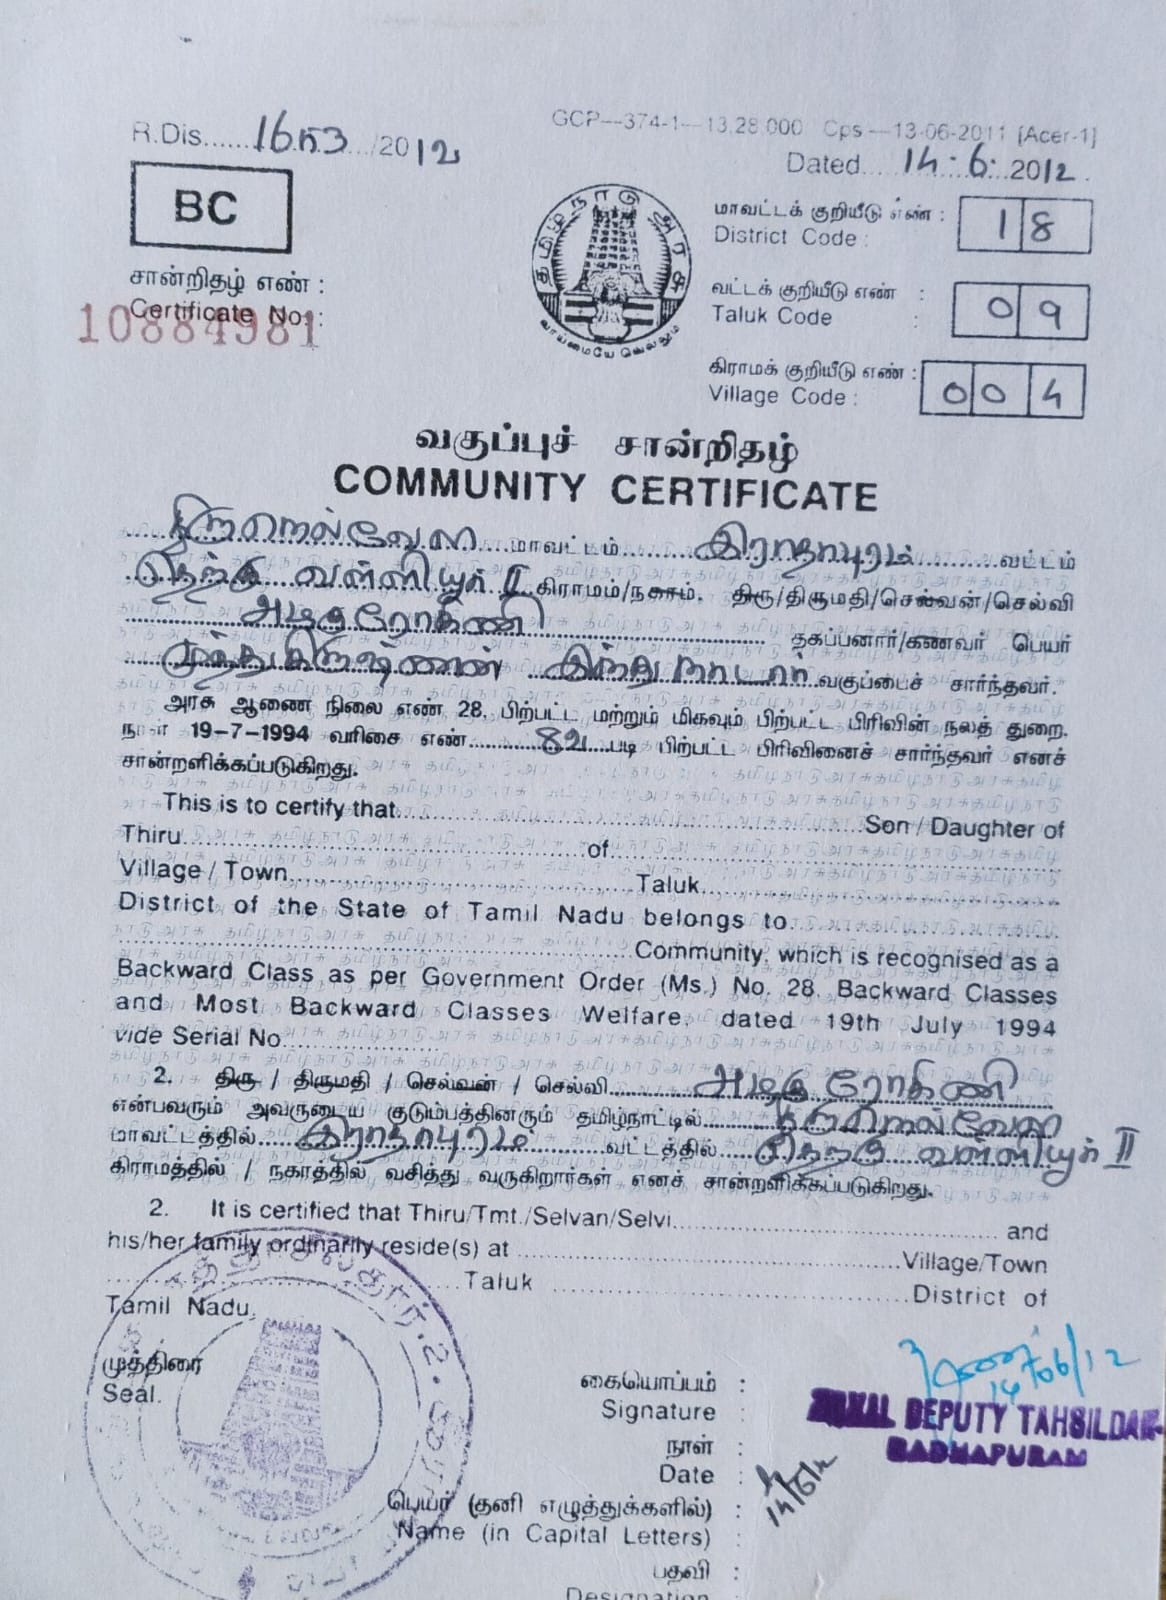 R.Dis......1653.../2012
GCP—374-1—13,28,000 Cps—13-06-2011 [Acer-1]
Dated....14.6...2012.
BC
தமிழ்நாடு அரசு
வாய்மையே வெல்லும்
மாவட்டக் குறியீடு எண் :
District Code : 18
வட்டக் குறியீடு எண் :
Taluk Code : 09
கிராமக் குறியீடு எண் :
Village Code : 004
சான்றிதழ் எண் :
Certificate No. :
10884981
வகுப்புச் சான்றிதழ்
COMMUNITY CERTIFICATE
திருநெல்வேலி மாவட்டம் இராதாபுரம் வட்டம்
தெற்கு வள்ளியூர் II கிராமம்/நகரம். திரு/திருமதி/செல்வன்/செல்வி
தகப்பனார்/கணவர் பெயர்
முத்துகிருஷ்ணன் இந்து நாடார் வகுப்பைச் சார்ந்தவர்.
அரசு ஆணை நிலை எண் 28, பிற்பட்ட மற்றும் மிகவும் பிற்பட்ட பிரிவின் நலத் துறை,
நாள் 19-7-1994 வரிசை எண் படி பிற்பட்ட பிரிவினைச் சார்ந்தவர் எனச்
சான்றளிக்கப்படுகிறது.
This is to certify that..........Son / Daughter of
Thiru..........of..........
Village / Town..........Taluk..........
District of the State of Tamil Nadu belongs to..........
..........Community, which is recognised as a
Backward Class as per Government Order (Ms.) No. 28, Backward Classes
and Most Backward Classes Welfare, dated 19th July 1994
vide Serial No..........
2. திரு / திருமதி / செல்வன் / செல்வி
என்பவரும் அவருடைய குடும்பத்தினரும் தமிழ்நாட்டில் திருநெல்வேலி
மாவட்டத்தில் இராதாபுரம் வட்டத்தில் தெற்கு வள்ளியூர் II
கிராமத்தில் / நகரத்தில் வசித்து வருகிறார்கள் எனச் சான்றளிக்கப்படுகிறது.
2. It is certified that Thiru/Tmt./Selvan/Selvi.......... and
his/her family ordinarily reside(s) at ..........Village/Town
..........Taluk ..........District of
Tamil Nadu.
முத்திரை
Seal.
கையொப்பம் :
Signature :
14/06/12
ZONAL DEPUTY TAHSILDAR
RADHAPURAM
நாள் :
Date : 14/6/12
பெயர் (தனி எழுத்துக்களில்) :
Name (in Capital Letters) :
பதவி :
Designation